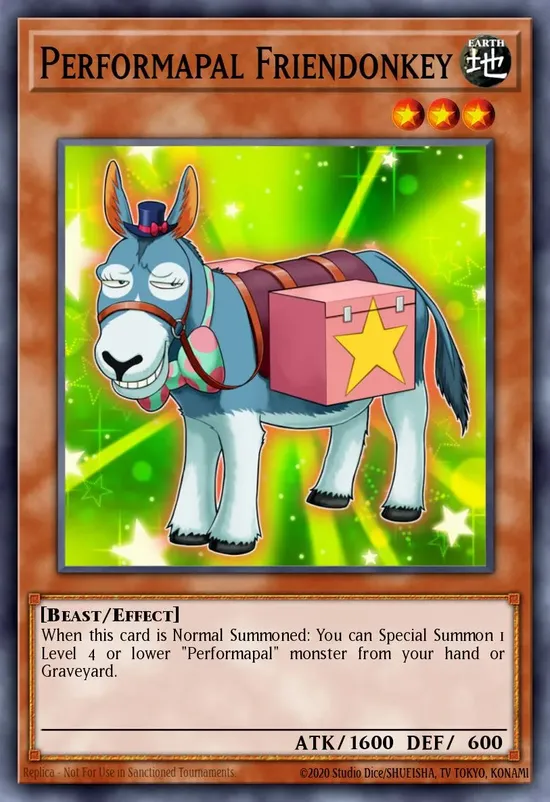 Performapal Friendonkey
EARTH
地
[Beast/Effect]
When this card is Normal Summoned: You can Special Summon 1
Level 4 or lower "Performapal" monster from your hand or
Graveyard.
ATK/1600 DEF/ 600
Replica - Not For Use in Sanctioned Tournaments
©2020 Studio Dice/SHUEISHA, TV TOKYO, KONAMI